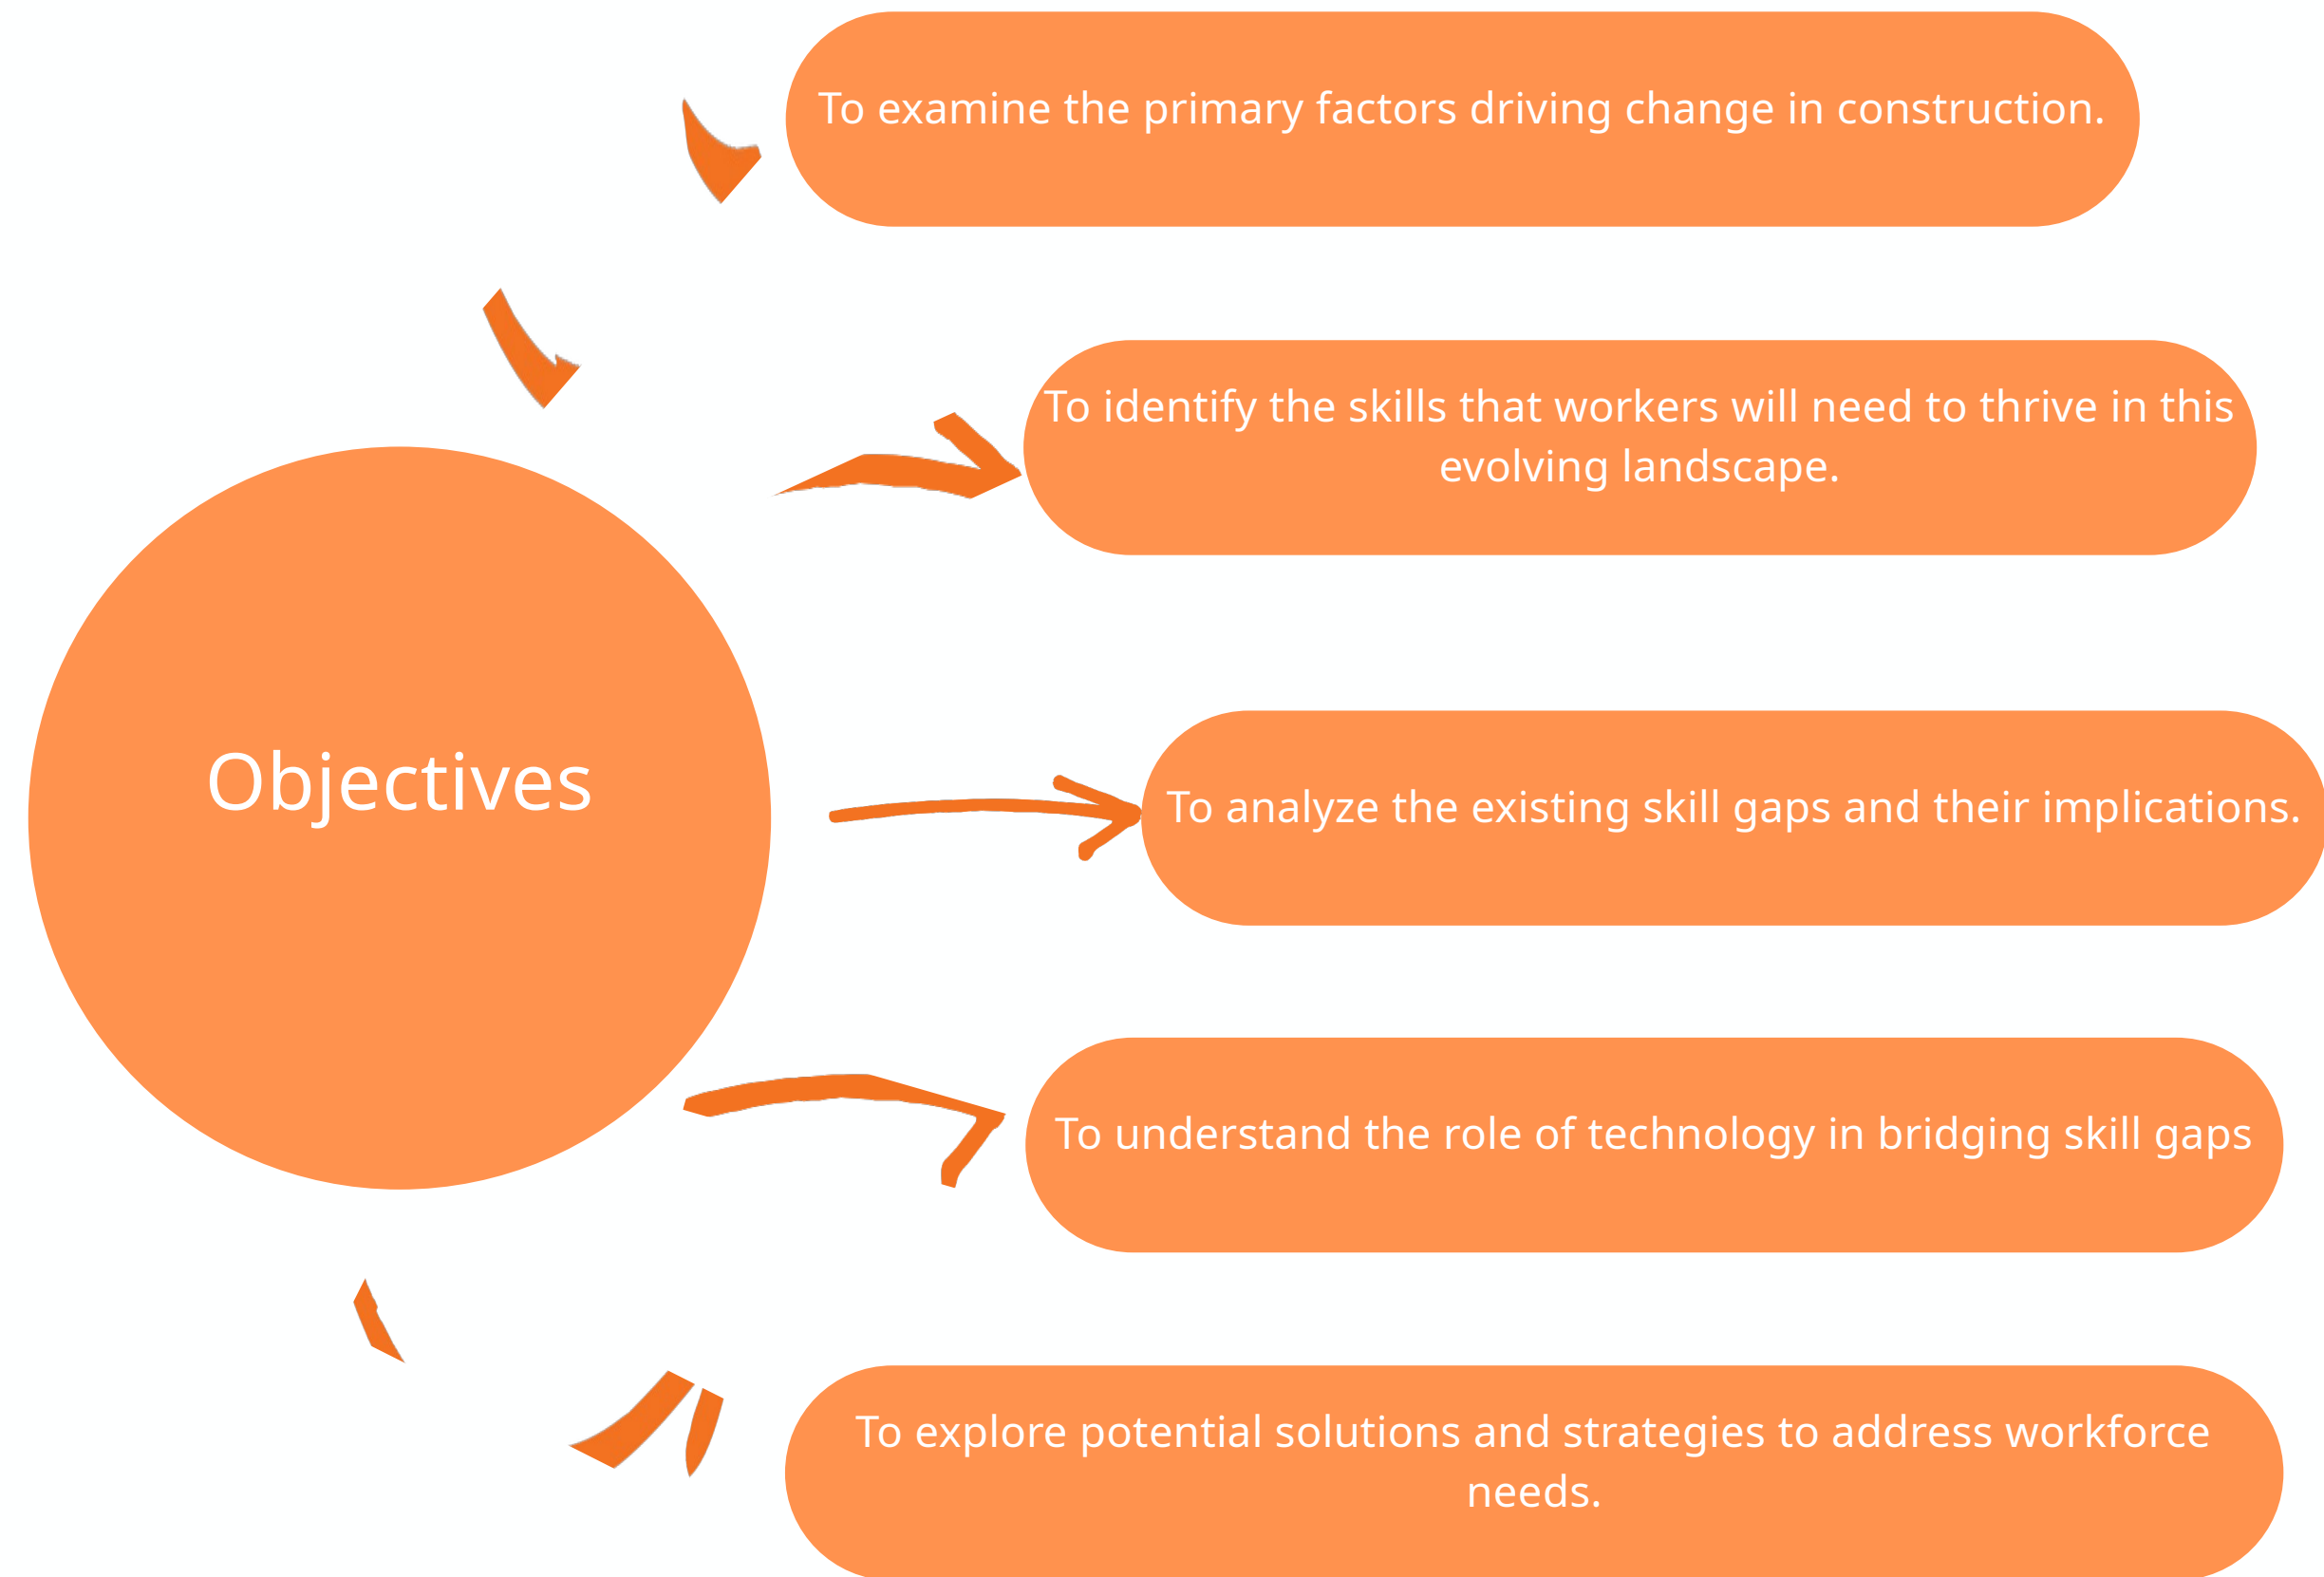 To examine the primary factors driving change in construction.
To identify the skills that workers will need to thrive in this
evolving landscape.
Objectives
To analyze the existing skill gaps and their implications.
To understand the role of technology in bridging skill gaps
To explore potential solutions and strategies to address workforce
needs.